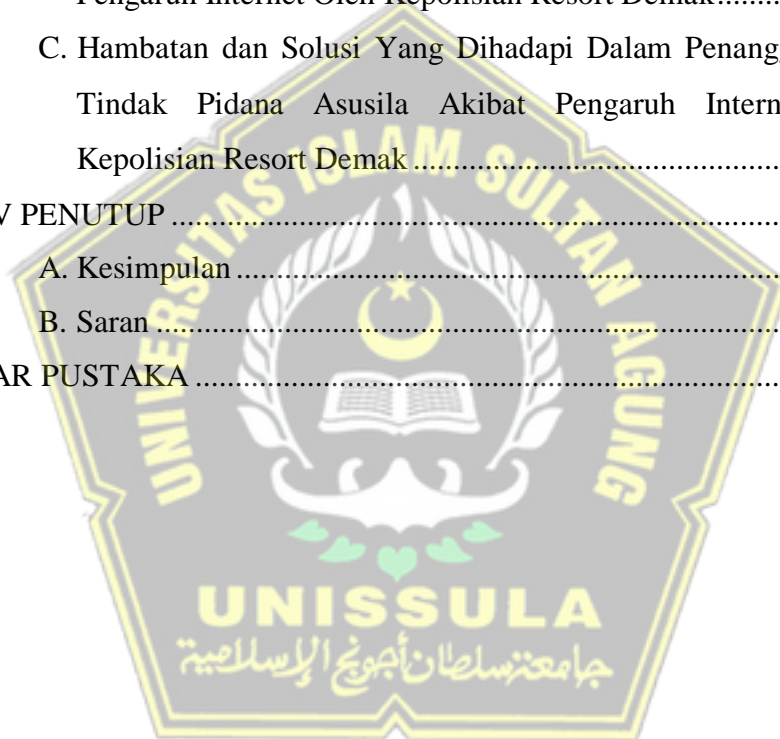 Pengaruh Internet Oleh Kepolisian Resort Demak.......
C. Hambatan dan Solusi Yang Dihadapi Dalam Penang
Tindak Pidana Asusila Akibat Pengaruh Intern
Kepolisian Resort Demak ..............................................
V PENUTUP ............................................................................
A. Kesimpulan .....................................................................
B. Saran ..............................................................................
AR PUSTAKA .........................................................................
UNIVERSITAS ISLAM SULTAN AGUNG
UNISSULA
جامعة سلطان أجونج الإسلامية